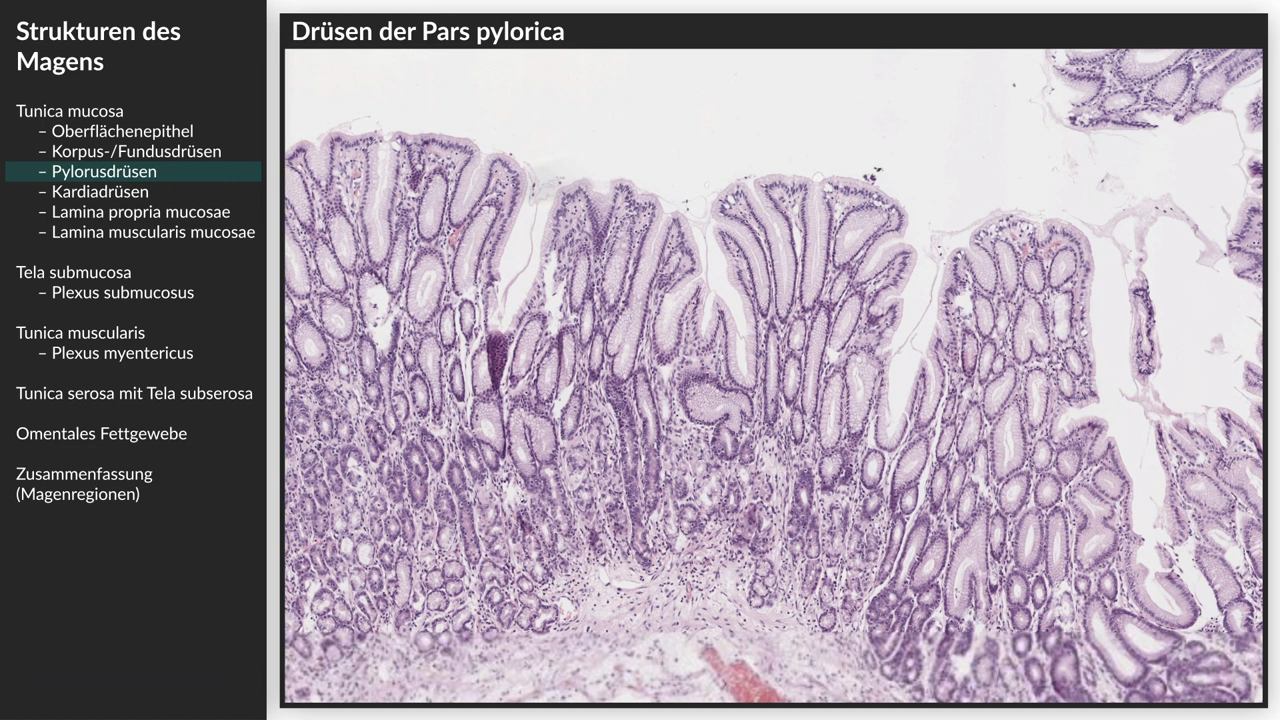 Strukturen des
Magens
Tunica mucosa
– Oberflächenepithel
– Korpus-/Fundusdrüsen
– Pylorusdrüsen
– Kardiadrüsen
– Lamina propria mucosae
– Lamina muscularis mucosae
Tela submucosa
– Plexus submucosus
Tunica muscularis
– Plexus myentericus
Tunica serosa mit Tela subserosa
Omentales Fettgewebe
Zusammenfassung
(Magenregionen)
Drüsen der Pars pylorica